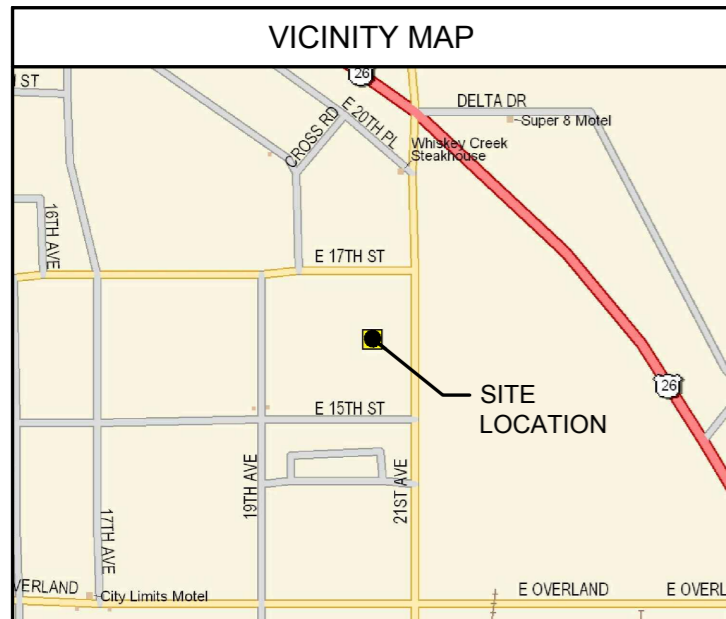 VICINITY MAP
ST
26
DELTA DR
Super 8 Motel
E 20TH PL
CROSS RD
Whiskey Creek
Steakhouse
16TH AVE
E 17TH ST
26
SITE
LOCATION
E 15TH ST
19TH AVE
21ST AVE
17TH AVE
VERLAND
City Limits Motel
E OVERLAND
E OVERL